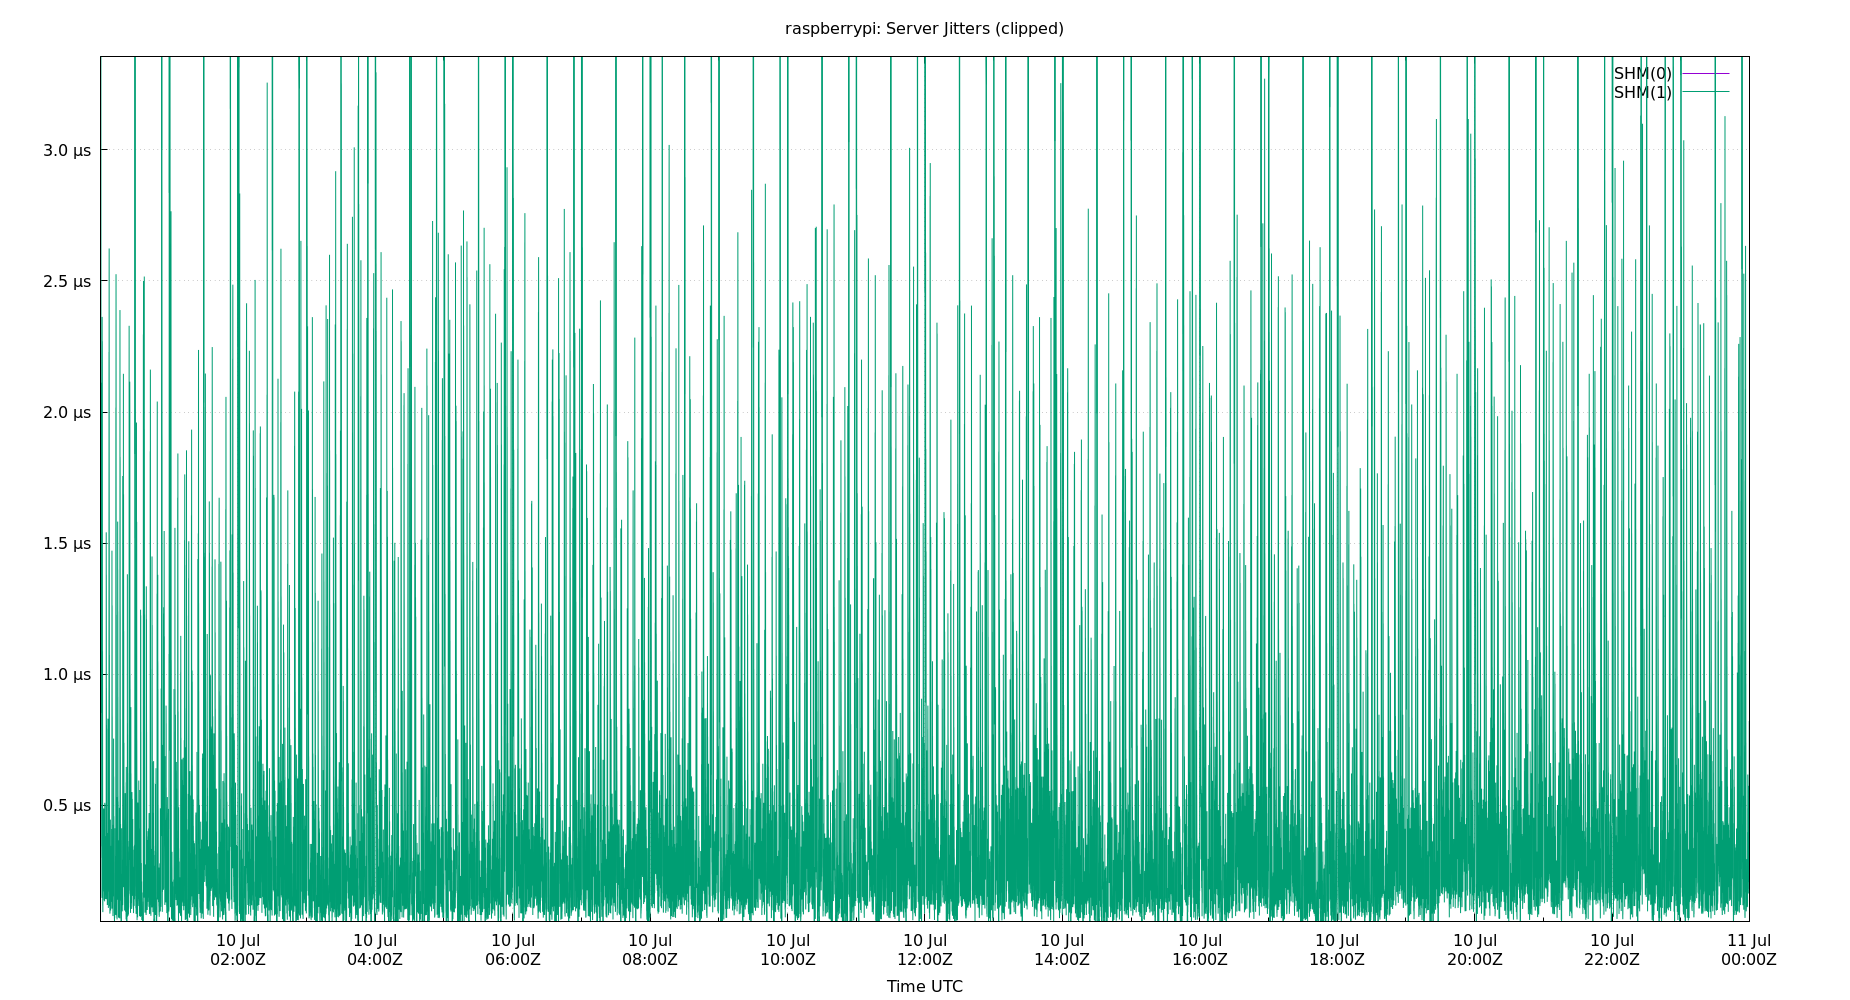 raspberrypi: Server Jitters (clipped)
SHM(0)
SHM(1)
3.0 µs
2.5 µs
2.0 µs
1.5 µs
1.0 µs
0.5 µs
10 Jul 10 Jul 10 Jul 10 Jul 10 Jul 10 Jul 10 Jul 10 Jul 10 Jul 10 Jul 10 Jul 11 Jul
02:00Z 04:00Z 06:00Z 08:00Z 10:00Z 12:00Z 14:00Z 16:00Z 18:00Z 20:00Z 22:00Z 00:00Z
Time UTC